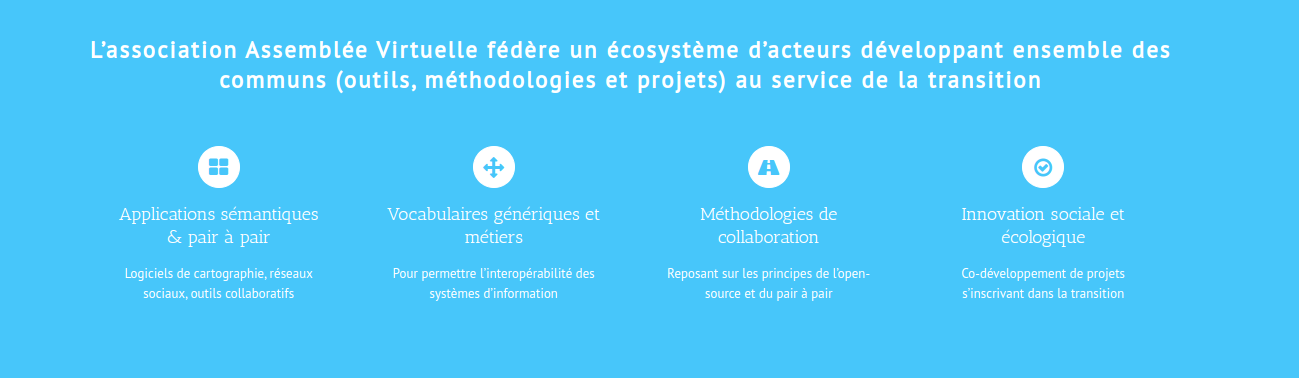 L’association Assemblée Virtuelle fédère un écosystème d’acteurs développant ensemble des
communs (outils, méthodologies et projets) au service de la transition
Applications sémantiques
& pair à pair
Logiciels de cartographie, réseaux
sociaux, outils collaboratifs
Vocabulaires génériques et
métiers
Pour permettre l’interopérabilité des
systèmes d’information
Méthodologies de
collaboration
Reposant sur les principes de l’open-
source et du pair à pair
Innovation sociale et
écologique
Co-développement de projets
s’inscrivant dans la transition